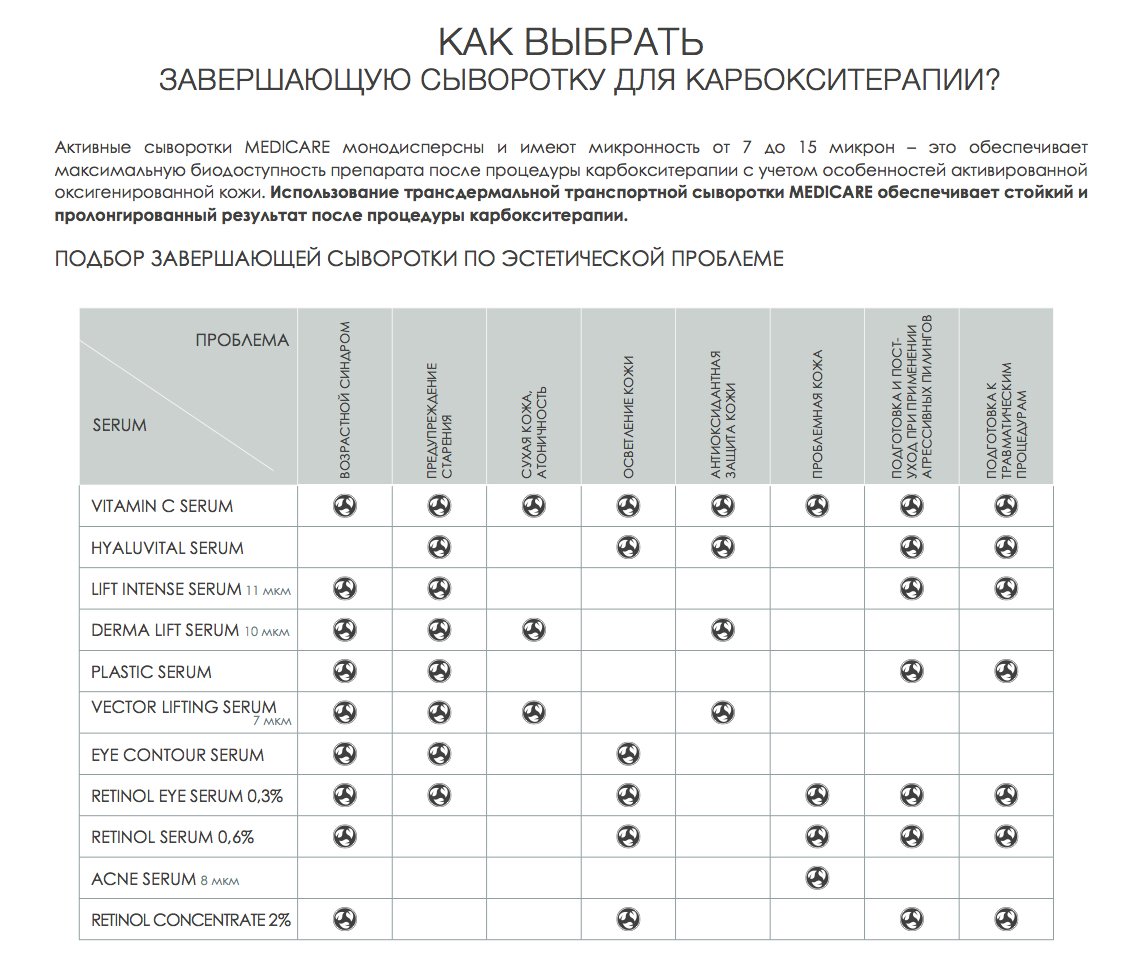 КАК ВЫБРАТЬ
ЗАВЕРШАЮЩУЮ СЫВОРОТКУ ДЛЯ КАРБОКСИТЕРАПИИ?
Активные сыворотки MEDICARE монодисперсны и имеют микронность от 7 до 15 микрон – это обеспечивает
максимальную биодоступность препарата после процедуры карбокситерапии с учетом особенностей активированной
оксигенированной кожи. Использование трансдермальной транспортной сыворотки MEDICARE обеспечивает стойкий и
пролонгированный результат после процедуры карбокситерапии.
ПОДБОР ЗАВЕРШАЮЩЕЙ СЫВОРОТКИ ПО ЭСТЕТИЧЕСКОЙ ПРОБЛЕМЕ
ПРОБЛЕМА
SERUM
ВОЗРАСТНОЙ СИНДРОМ
ПРЕДУПРЕЖДЕНИЕ
СТАРЕНИЯ
СУХАЯ КОЖА,
АТОНИЧНОСТЬ
ОСВЕТЛЕНИЕ КОЖИ
АНТИОКСИДАНТНАЯ
ЗАЩИТА КОЖИ
ПРОБЛЕМНАЯ КОЖА
ПОДГОТОВКА И ПОСТ-
УХОД ПРИ ПРИМЕНЕНИИ
АГРЕССИВНЫХ ПИЛИНГОВ
ПОДГОТОВКА К
ТРАВМАТИЧЕСКИМ
ПРОЦЕДУРАМ
VITAMIN C SERUM
HYALUVITAL SERUM
LIFT INTENSE SERUM 11 мкм
DERMA LIFT SERUM 10 мкм
PLASTIC SERUM
VECTOR LIFTING SERUM
7 мкм
EYE CONTOUR SERUM
RETINOL EYE SERUM 0,3%
RETINOL SERUM 0,6%
ACNE SERUM 8 мкм
RETINOL CONCENTRATE 2%